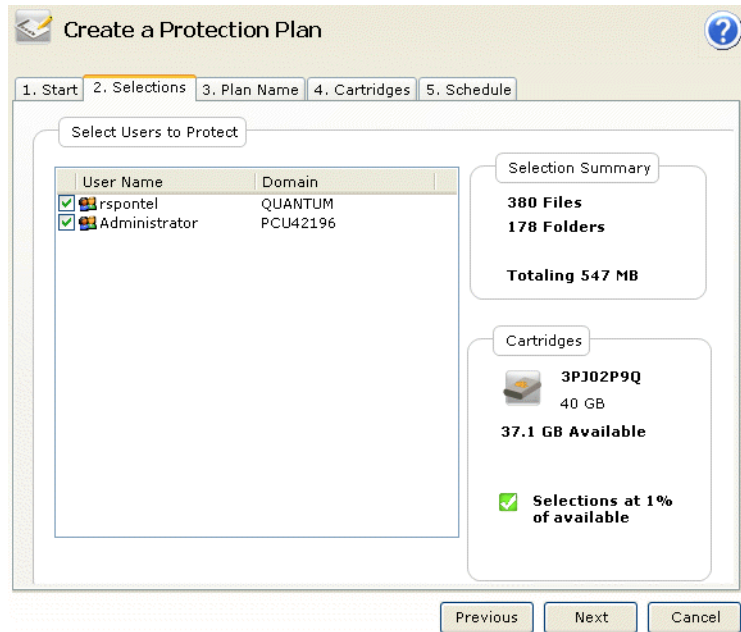 Create a Protection Plan
?
1. Start 2. Selections 3. Plan Name 4. Cartridges 5. Schedule
Select Users to Protect
User Name Domain
rspontel QUANTUM
Administrator PCU42196
Selection Summary
380 Files
178 Folders
Totaling 547 MB
Cartridges
3PJ02P9Q
40 GB
37.1 GB Available
Selections at 1%
of available
Previous Next Cancel